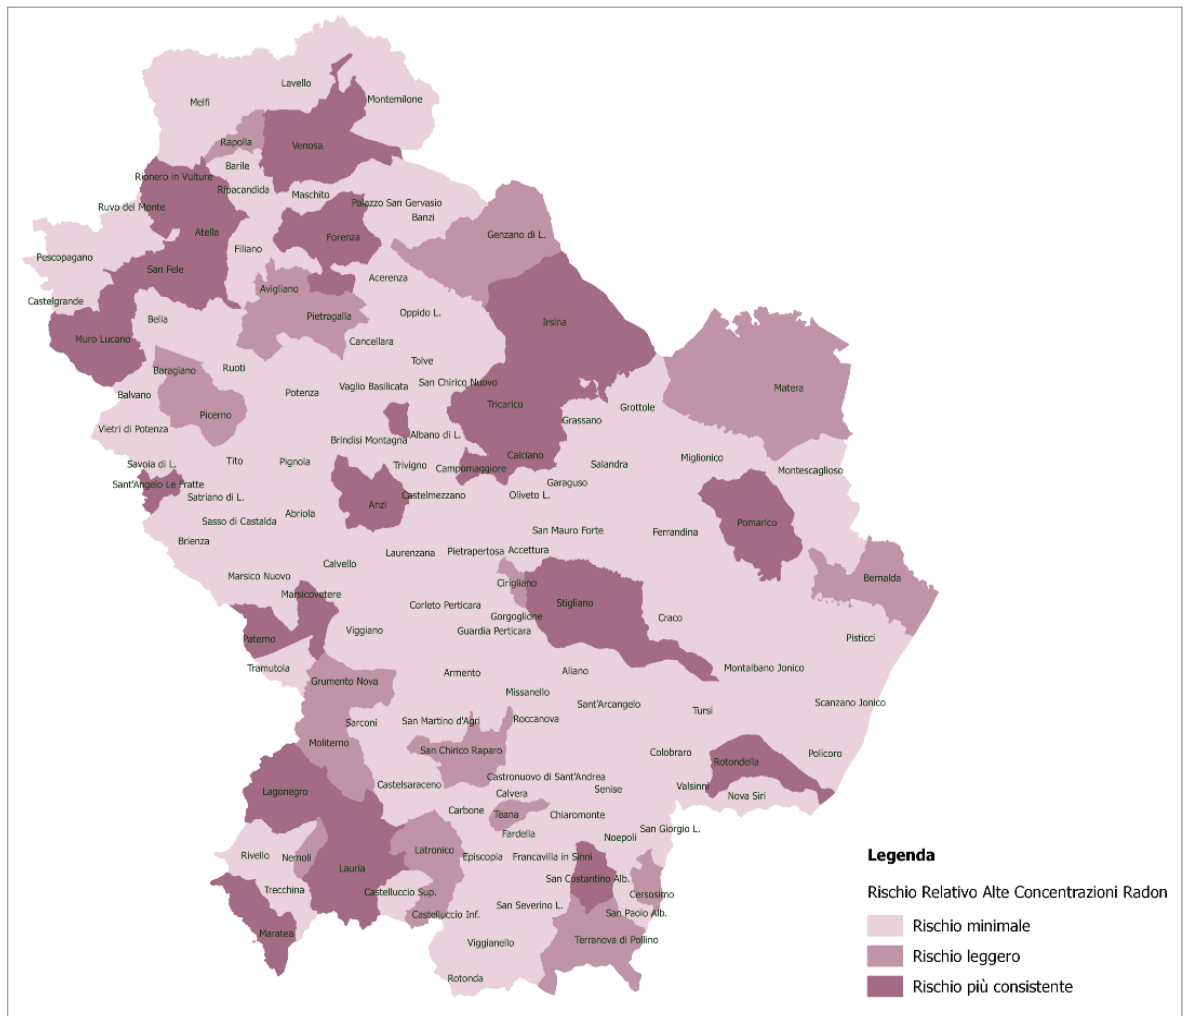 Lavello
Melfi
Montemilone
Rapolla
Venosa
Barile
Rionero in Vulture
Ripacandida
Maschito
Palazzo San Gervasio
Ruvo del Monte
Banzi
Atella
Forenza
Genzano di L.
Filiano
Pescopagano
San Fele
Acerenza
Avigliano
Castelgrande
Oppido L.
Pietragalla
Bella
Irsina
Muro Lucano
Cancellara
Tolve
Baragiano
Ruoti
Vaglio Basilicata
San Chirico Nuovo
Matera
Balvano
Potenza
Tricarico
Grottole
Picerno
Grassano
Vietri di Potenza
Brindisi Montagna
Albano di L.
Calciano
Miglionico
Savoia di L.
Tito
Pignola
Trivigno
Campomaggiore
Salandra
Montescaglioso
Sant'Angelo Le Fratte
Garaguso
Satriano di L.
Castelmezzano
Oliveto L.
Anzi
Abriola
Sasso di Castalda
Pomarico
San Mauro Forte
Ferrandina
Brienza
Laurenzana
Pietrapertosa
Accettura
Calvello
Marsico Nuovo
Cirigliano
Bernalda
Marsicovetere
Corleto Perticara
Stigliano
Gorgoglione
Craco
Viggiano
Guardia Perticara
Paterno
Pisticci
Tramutola
Armento
Aliano
Montalbano Jonico
Grumento Nova
Missanello
Sant'Arcangelo
Scanzano Jonico
Sarconi
San Martino d'Agri
Roccanova
Tursi
Moliterno
San Chirico Raparo
Colobraro
Policoro
Rotondella
Castronuovo di Sant'Andrea
Lagonegro
Castelsaraceno
Senise
Valsinni
Calvera
Nova Siri
Carbone
Teana
Chiaromonte
San Giorgio L.
Fardella
Noepoli
Latronico
Rivello
Nemoli
Episcopia
Francavilla in Sinni
Legenda
Lauria
San Costantino Alb.
Trecchina
Castelluccio Sup.
Cersosimo
Rischio Relativo Alte Concentrazioni Radon
San Severino L.
Castelluccio Inf.
San Paolo Alb.
Rischio minimale
Maratea
Viggianello
Terranova di Pollino
Rischio leggero
Rotonda
Rischio più consistente